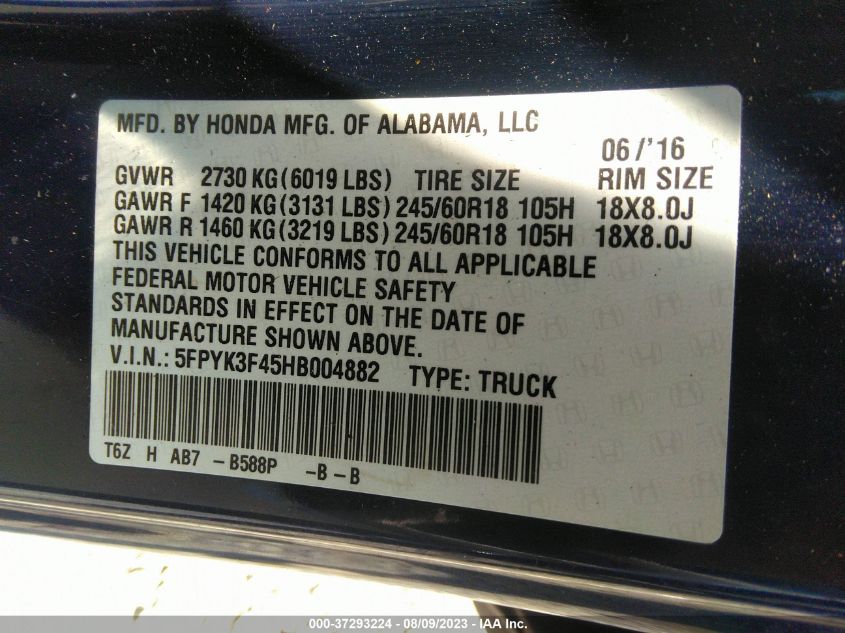 MFD. BY HONDA MFG. OF ALABAMA, LLC
06/'16
GVWR 2730 KG(6019 LBS) TIRE SIZE RIM SIZE
GAWR F 1420 KG(3131 LBS) 245/60R18 105H 18X8.0J
GAWR R 1460 KG(3219 LBS) 245/60R18 105H 18X8.0J
THIS VEHICLE CONFORMS TO ALL APPLICABLE
FEDERAL MOTOR VEHICLE SAFETY
STANDARDS IN EFFECT ON THE DATE OF
MANUFACTURE SHOWN ABOVE.
V.I.N.: 5FPYK3F45HB004882 TYPE: TRUCK
T6Z H AB7 -B588P -B-B
000-37293224 - 08/09/2023 - IAA Inc.